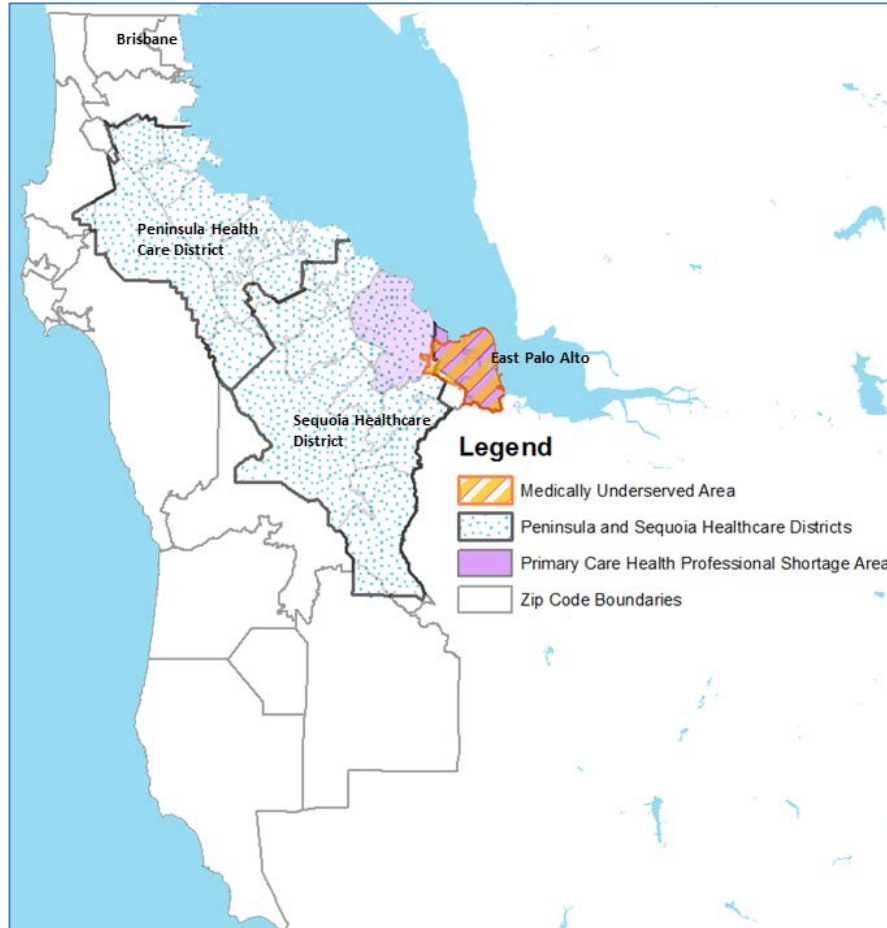 Brisbane
Peninsula Health
Care District
East Palo Alto
Sequoia Healthcare
District
Legend
Medically Underserved Area
Peninsula and Sequoia Healthcare Districts
Primary Care Health Professional Shortage Area
Zip Code Boundaries